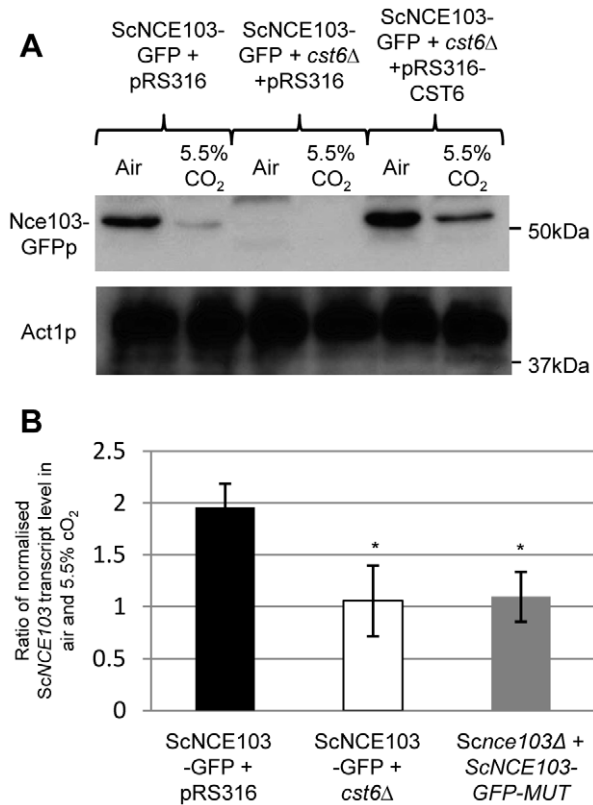 A
ScNCE103-
GFP +
pRS316
ScNCE103-
GFP + cst6Δ
+pRS316
ScNCE103-
GFP + cst6Δ
+pRS316-
CST6
Air
5.5%
CO₂
Air
5.5%
CO₂
Air
5.5%
CO₂
Nce103-
GFPp
50kDa
Act1p
37kDa
B
Ratio of normalised
ScNCE103 transcript level in
air and 5.5% cO₂
2.5
2
1.5
1
0.5
0
*
*
ScNCE103
-GFP +
pRS316
ScNCE103
-GFP +
cst6Δ
Scnce103Δ +
ScNCE103-
GFP-MUT